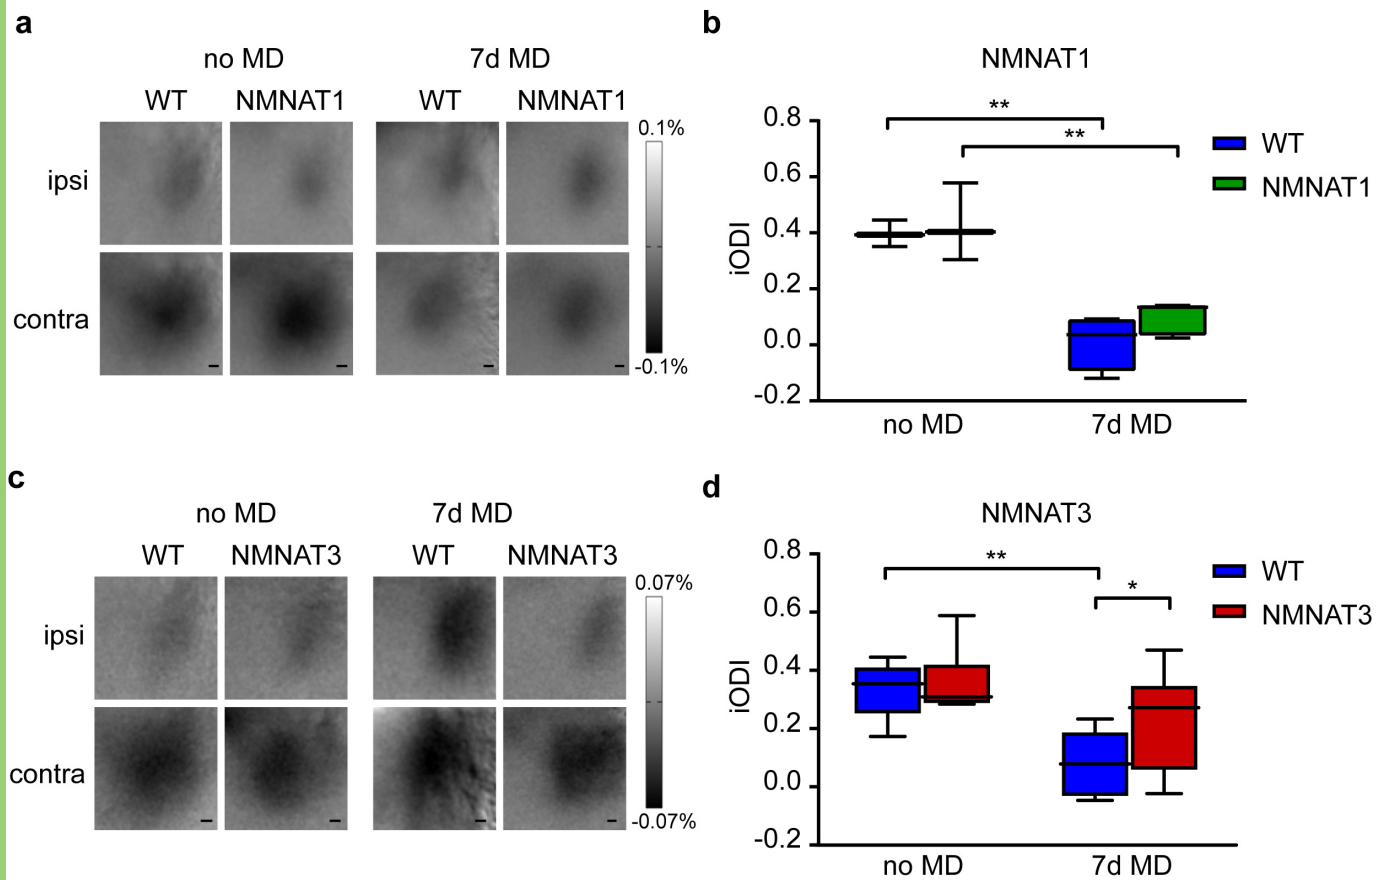 a
no MD 7d MD
WT NMNAT1 WT NMNAT1
0.1%
ipsi
contra
-0.1%
b
NMNAT1
**
**
0.8
0.6
0.4
0.2
0.0
-0.2
iODI
WT
NMNAT1
no MD 7d MD
c
no MD 7d MD
WT NMNAT3 WT NMNAT3
0.07%
ipsi
contra
-0.07%
d
NMNAT3
**
*
0.8
0.6
0.4
0.2
0.0
-0.2
iODI
WT
NMNAT3
no MD 7d MD